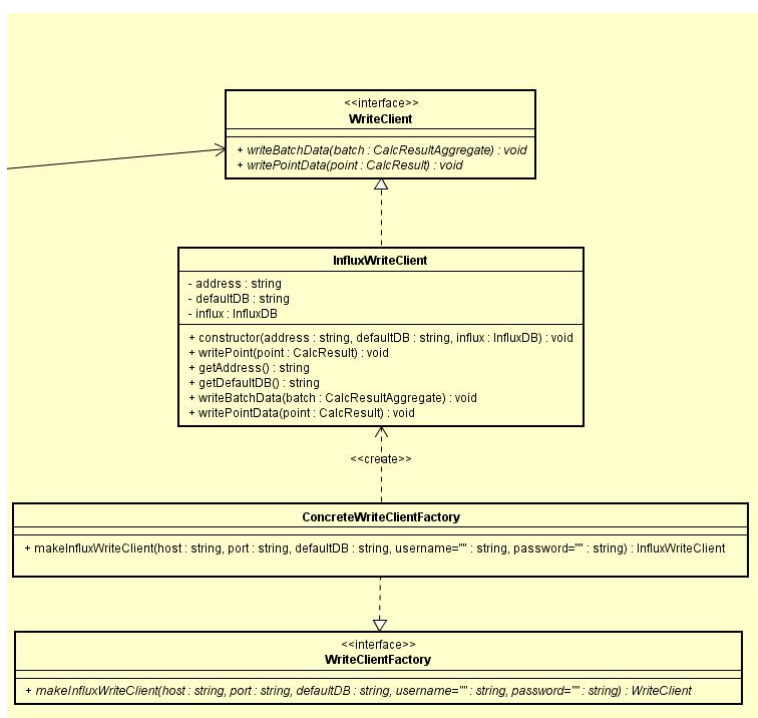 <<interface>>
WriteClient
+ writeBatchData(batch : CalcResultAggregate) : void
+ writePointData(point : CalcResult) : void
InfluxWriteClient
- address : string
- defaultDB : string
- influx : InfluxDB
+ constructor(address : string, defaultDB : string, influx : InfluxDB) : void
+ writePoint(point : CalcResult) : void
+ getAddress() : string
+ getDefaultDB() : string
+ writeBatchData(batch : CalcResultAggregate) : void
+ writePointData(point : CalcResult) : void
<<create>>
ConcreteWriteClientFactory
+ makeInfluxWriteClient(host : string, port : string, defaultDB : string, username="" : string, password="" : string) : InfluxWriteClient
<<interface>>
WriteClientFactory
+ makeInfluxWriteClient(host : string, port : string, defaultDB : string, username="" : string, password="" : string) : WriteClient